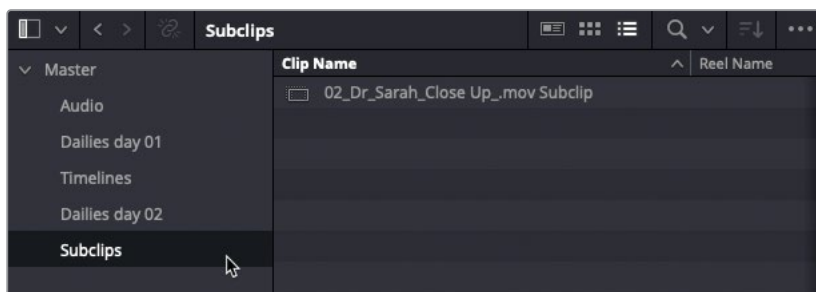 Subclips
Master
Audio
Dailies day 01
Timelines
Dailies day 02
Subclips
Clip Name
Reel Name
02_Dr_Sarah_Close Up_.mov Subclip